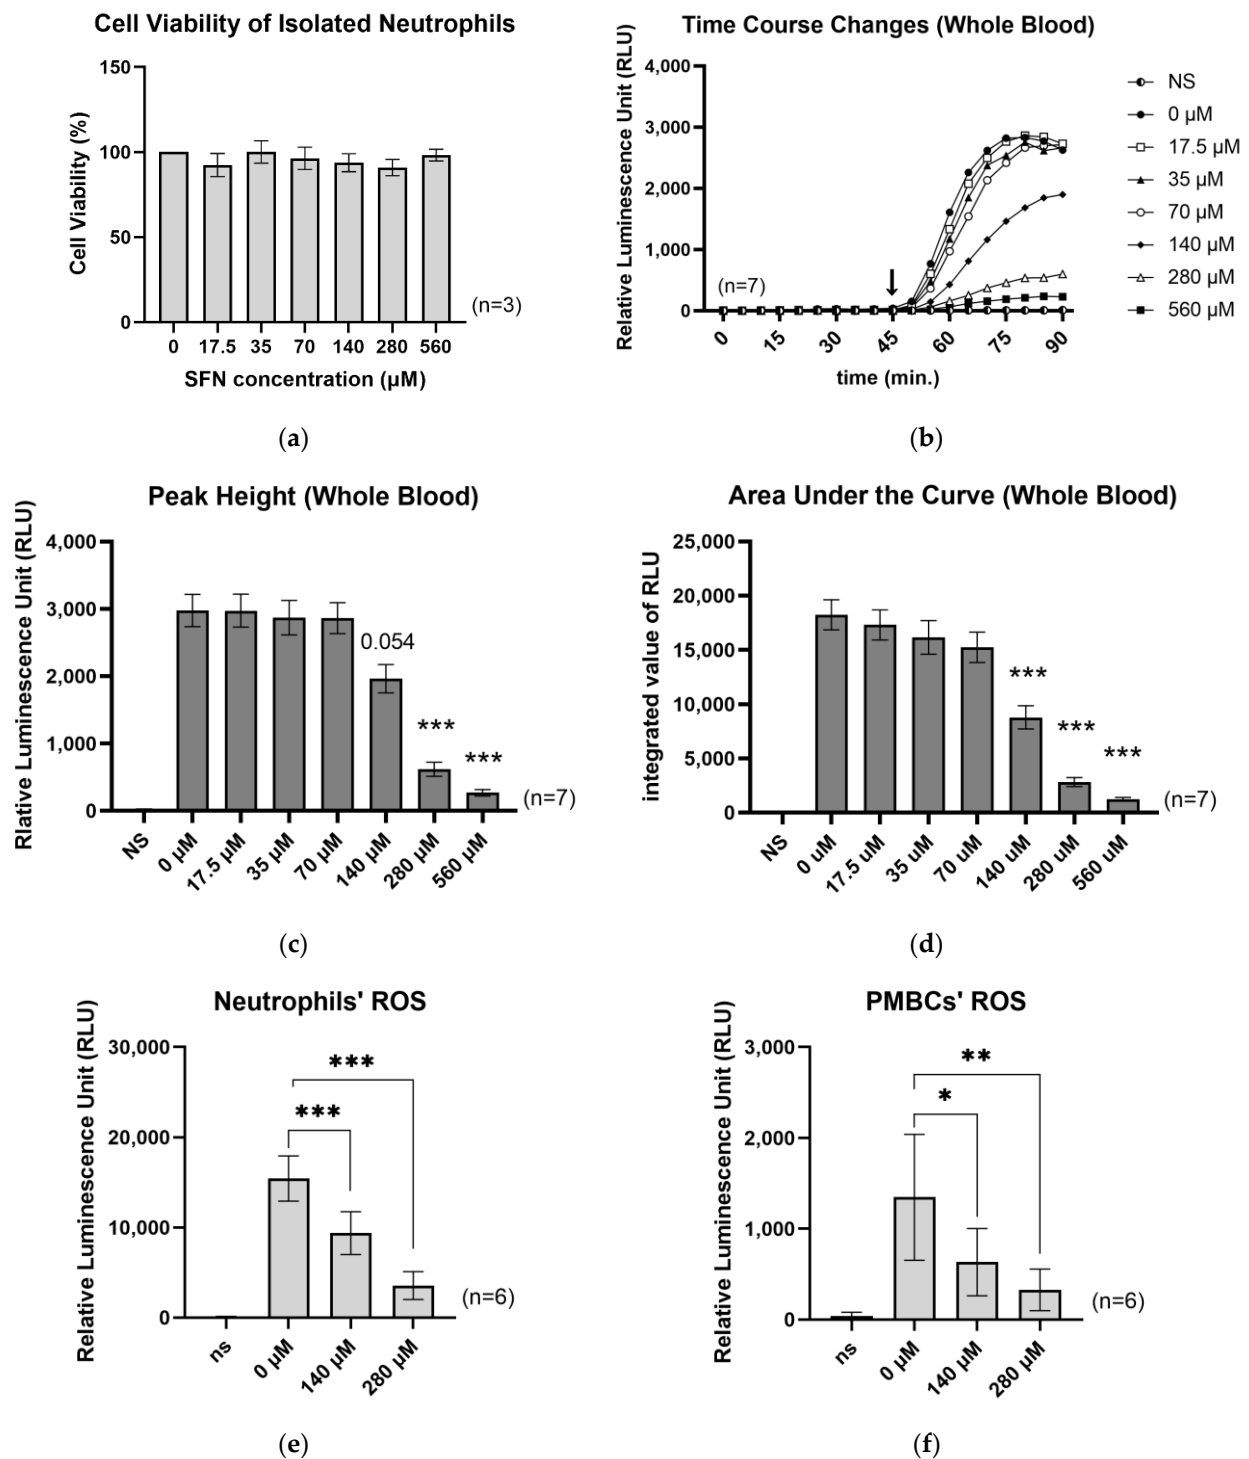 Cell Viability of Isolated Neutrophils
Cell Viability (%)
150
100
50
0
0 17.5 35 70 140 280 560
SFN concentration (µM)
(n=3)
(a)
Time Course Changes (Whole Blood)
Relative Luminescence Unit (RLU)
4,000
3,000
2,000
1,000
0
(n=7)
0 15 30 45 60 75 90
time (min.)
NS
0 µM
17.5 µM
35 µM
70 µM
140 µM
280 µM
560 µM
(b)
Peak Height (Whole Blood)
Rlative Luminescence Unit (RLU)
4,000
3,000
2,000
1,000
0
0.054
***
***
(n=7)
NS 0 µM 17.5 µM 35 µM 70 µM 140 µM 280 µM 560 µM
(c)
Area Under the Curve (Whole Blood)
integrated value of RLU
25,000
20,000
15,000
10,000
5,000
0
***
***
***
(n=7)
NS 0 uM 17.5 uM 35 uM 70 uM 140 uM 280 uM 560 uM
(d)
Neutrophils' ROS
Relative Luminescence Unit (RLU)
30,000
20,000
10,000
0
***
***
(n=6)
ns 0 µM 140 µM 280 µM
(e)
PMBCs' ROS
Relative Luminescence Unit (RLU)
3,000
2,000
1,000
0
**
*
(n=6)
ns 0 µM 140 µM 280 µM
(f)